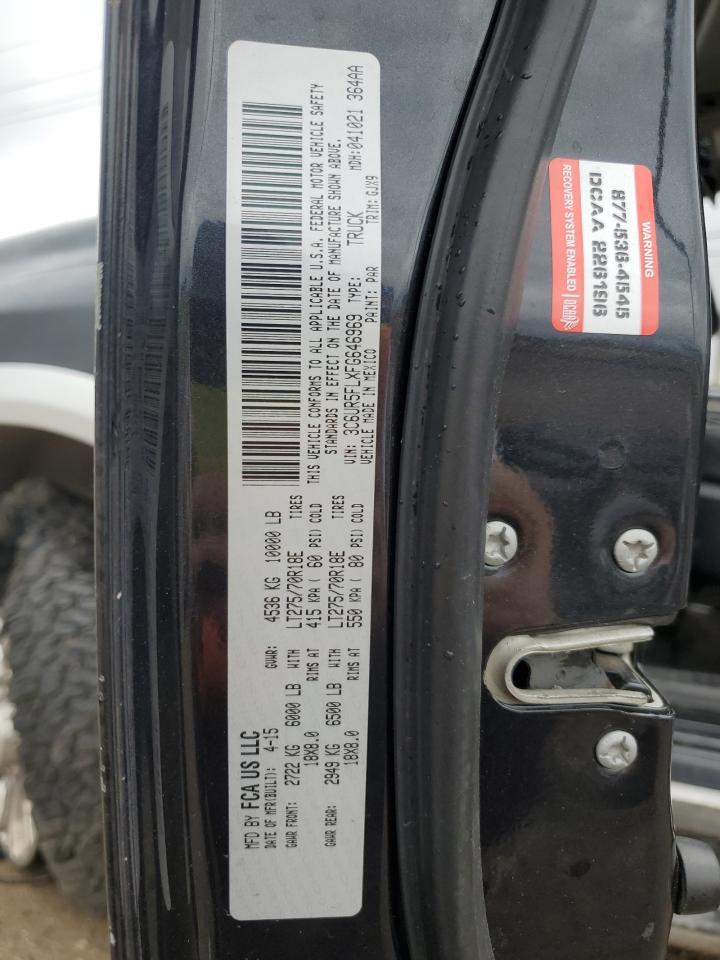 MFD BY FCA US LLC
DATE OF MFR(BUILT): 4-15 GVWR: 4536 KG 10000 LB
GAWR FRONT: 2722 KG 6000 LB WITH LT275/70R18E TIRES
18X8.0 RIMS AT 415 KPA ( 60 PSI) COLD
GAWR REAR: 2949 KG 6500 LB WITH LT275/70R18E TIRES
18X8.0 RIMS AT 550 KPA ( 80 PSI) COLD
THIS VEHICLE CONFORMS TO ALL APPLICABLE U.S.A. FEDERAL MOTOR VEHICLE SAFETY
STANDARDS IN EFFECT ON THE DATE OF MANUFACTURE SHOWN ABOVE.
VIN: 3C6UR5FLXFG646969 TYPE: TRUCK MDH:041021 364AA
VEHICLE MADE IN MEXICO PAINT: PAR TRIM: GJX9
WARNING
877-536-4545
DCAA 2261913
RECOVERY SYSTEM ENABLED DCAA